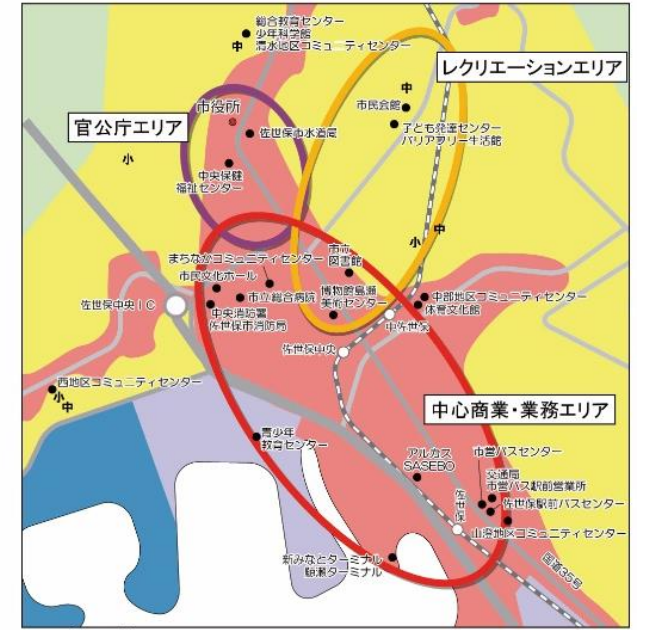 総合教育センター
少年科学館
清水地区コミュニティセンター
中
レクリエーションエリア
市役所
中
市民会館
官公庁エリア
佐世保市水道局
子ども発達センター
バリアフリー生活館
小
中央保健
福祉センター
まちなかコミュニティセンター
市立
図書館
小
中
市民文化ホール
市立総合病院
博物館島瀬
美術センター
中部地区コミュニティセンター
体育文化館
佐世保中央IC
中央消防署
佐世保市消防局
中佐世保
佐世保中央
西地区コミュニティセンター
小
中
中心商業・業務エリア
青少年
教育センター
アルカス
SASEBO
市営バスセンター
交通局
市営バス駅前営業所
佐世保駅前バスセンター
佐世保
山澄地区コミュニティセンター
新みなとターミナル
鯨瀬ターミナル
国道35号